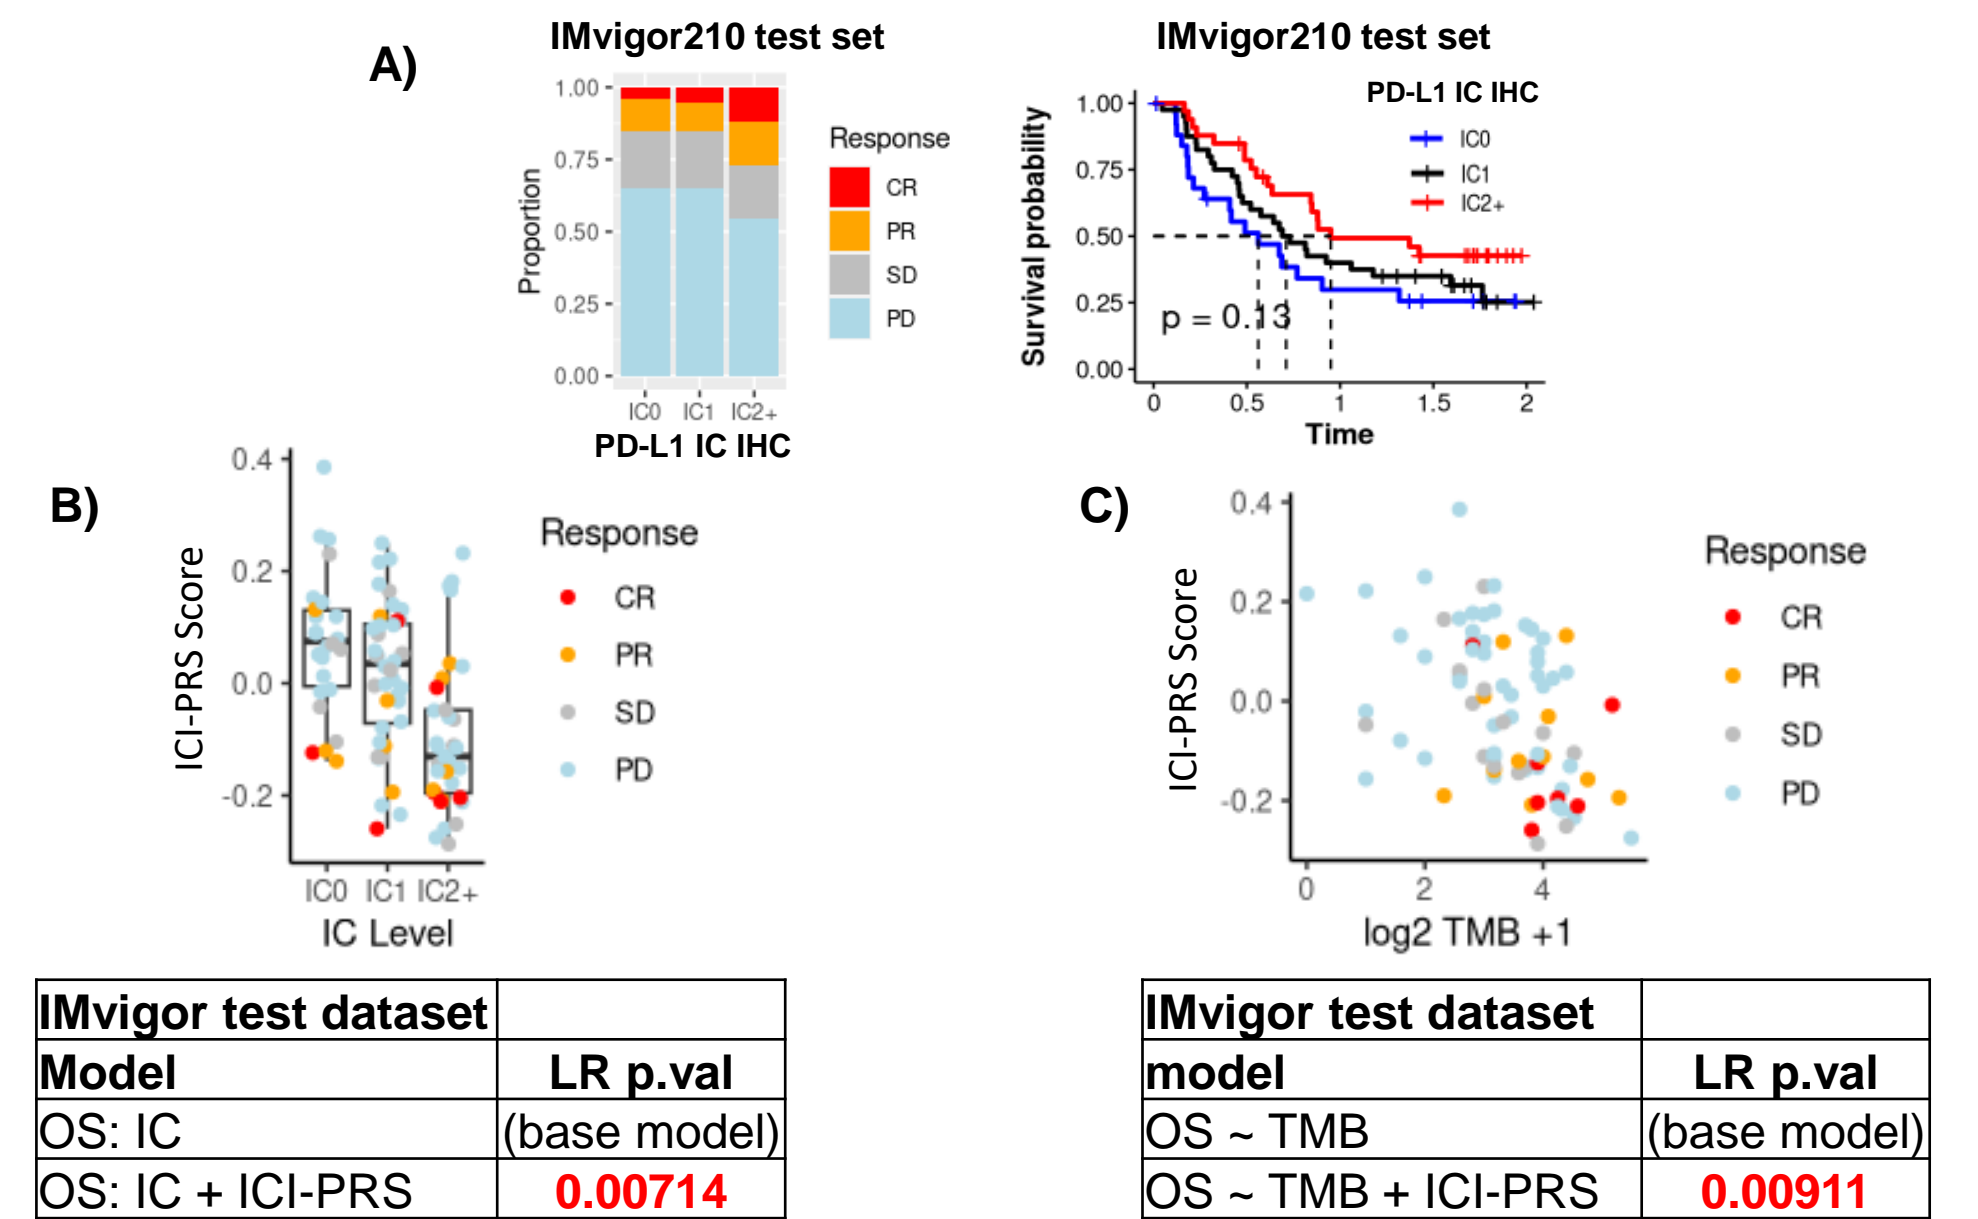 A)
IMvigor210 test set
1.00
0.75
0.50
0.25
0.00
Proportion
IC0 IC1 IC2+
PD-L1 IC IHC
Response
CR
PR
SD
PD
IMvigor210 test set
PD-L1 IC IHC
IC0
IC1
IC2+
1.00
0.75
0.50
0.25
0.00
Survival probability
p = 0.13
0 0.5 1 1.5 2
Time
B)
0.4
0.2
0.0
-0.2
ICI-PRS Score
IC0 IC1 IC2+
IC Level
Response
CR
PR
SD
PD
C)
0.4
0.2
0.0
-0.2
ICI-PRS Score
0 2 4
log2 TMB +1
Response
CR
PR
SD
PD
IMvigor test dataset
Model LR p.val
OS: IC (base model)
OS: IC + ICI-PRS 0.00714
IMvigor test dataset
model LR p.val
OS ~ TMB (base model)
OS ~ TMB + ICI-PRS 0.00911